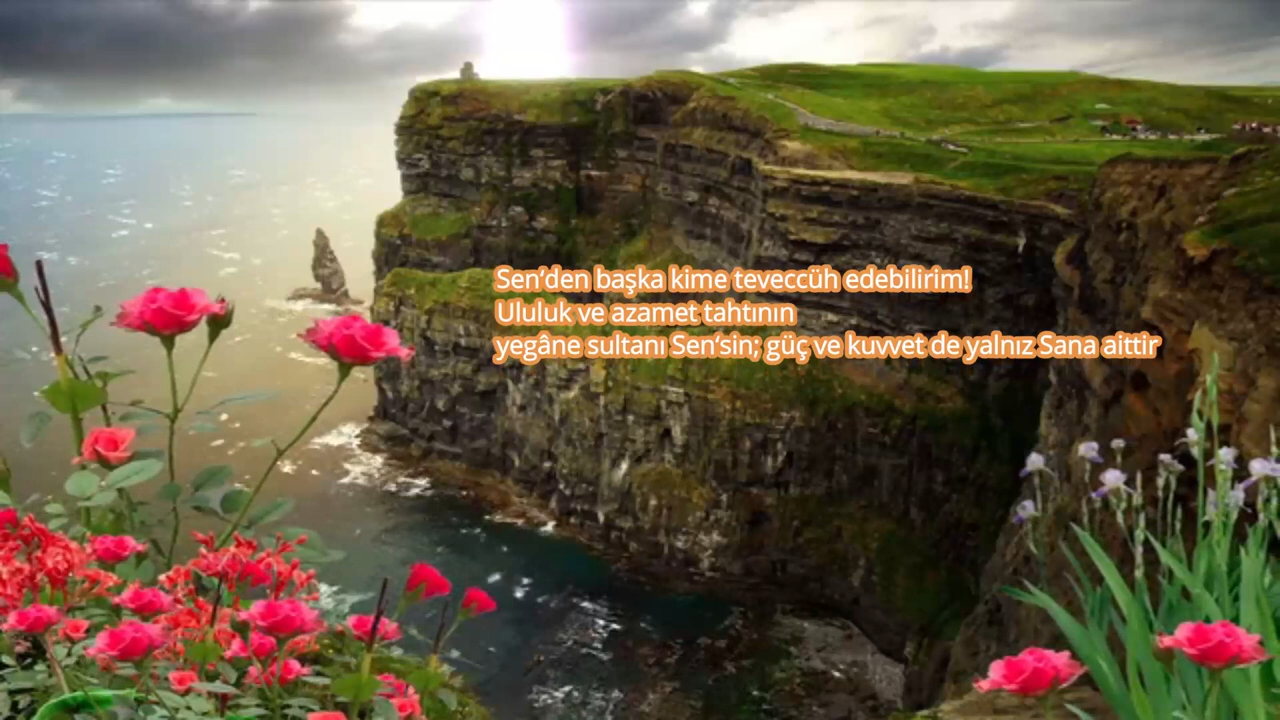 Sen‘den başka kime teveccüh edebilirim!
Ululuk ve azamet tahtının
yegâne sultanı Sen‘sin; güç ve kuvvet de yalnız Sana aittir